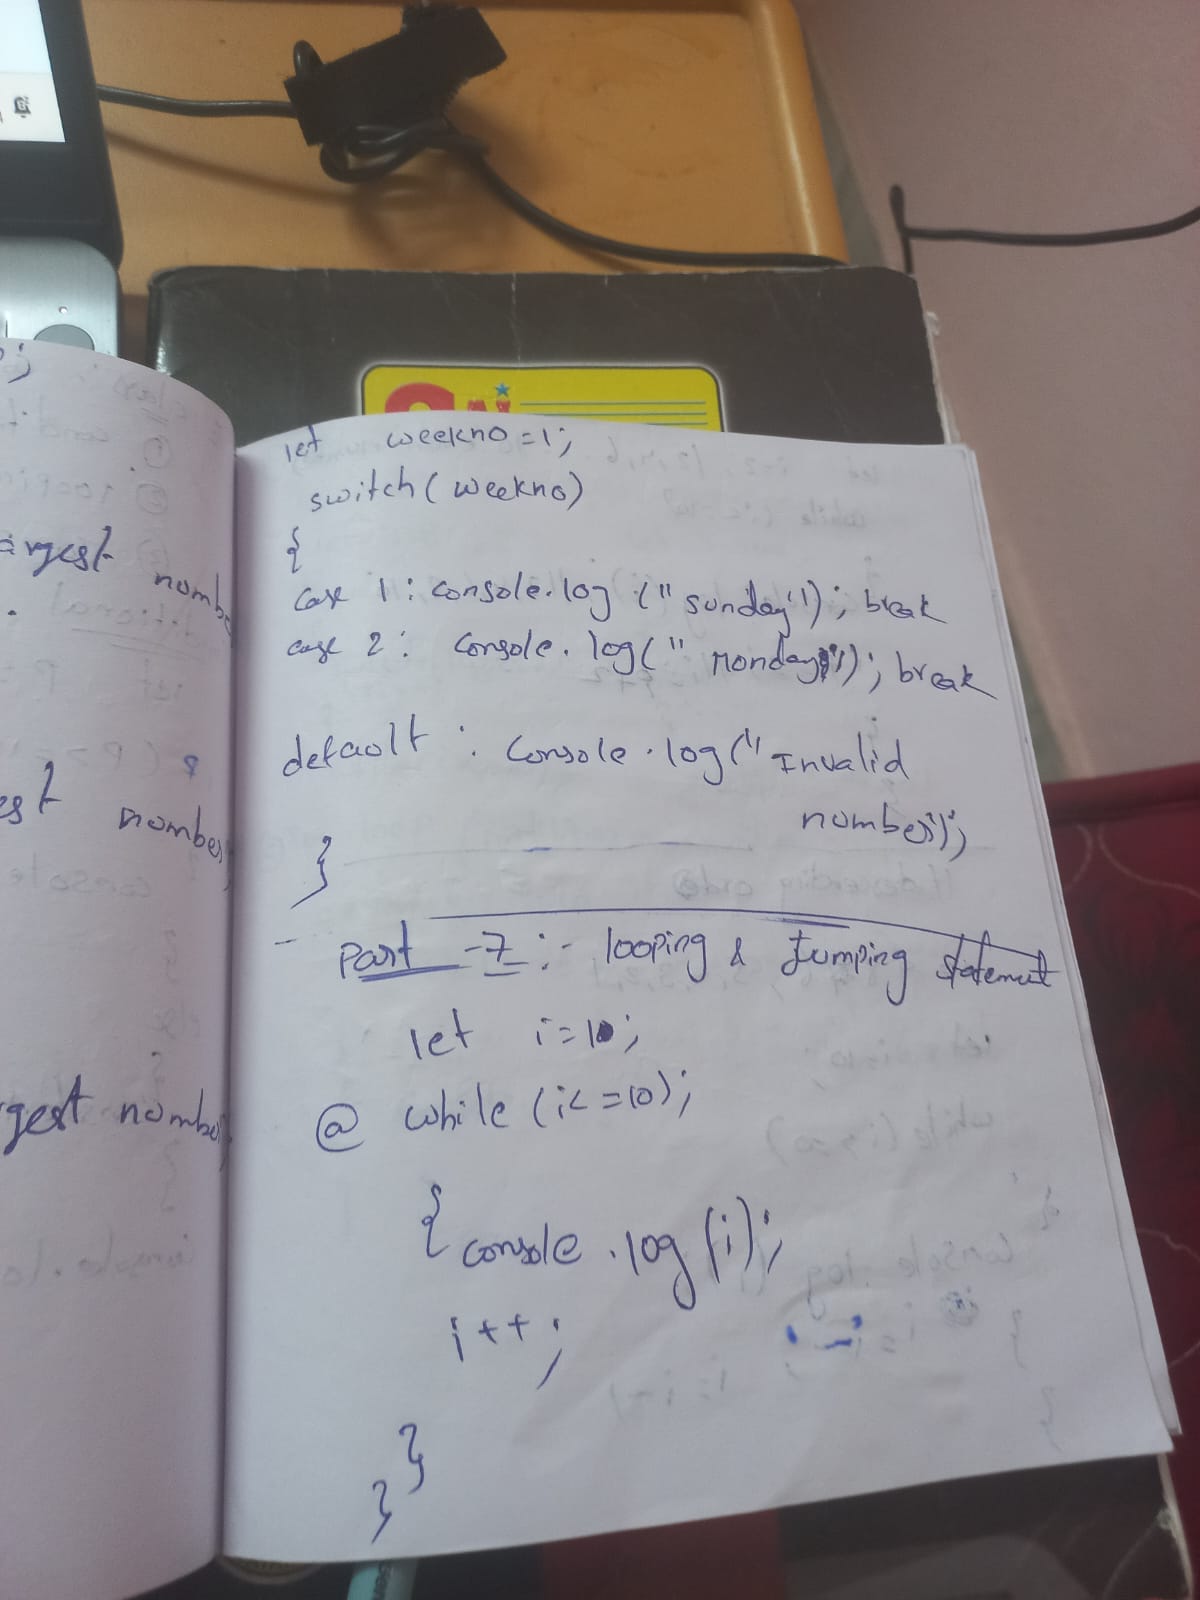 argest number
est number;
gest number
let weekno=1;
switch(weekno)
{
case 1: console.log("sunday"); break
case 2: console.log("Monday"); break
default : console.log("Invalid
number");
}
Part -7 :- looping & Jumping statement
let i=10;
@ while (i<=10);
{ console.log(i);
i++;
}
}